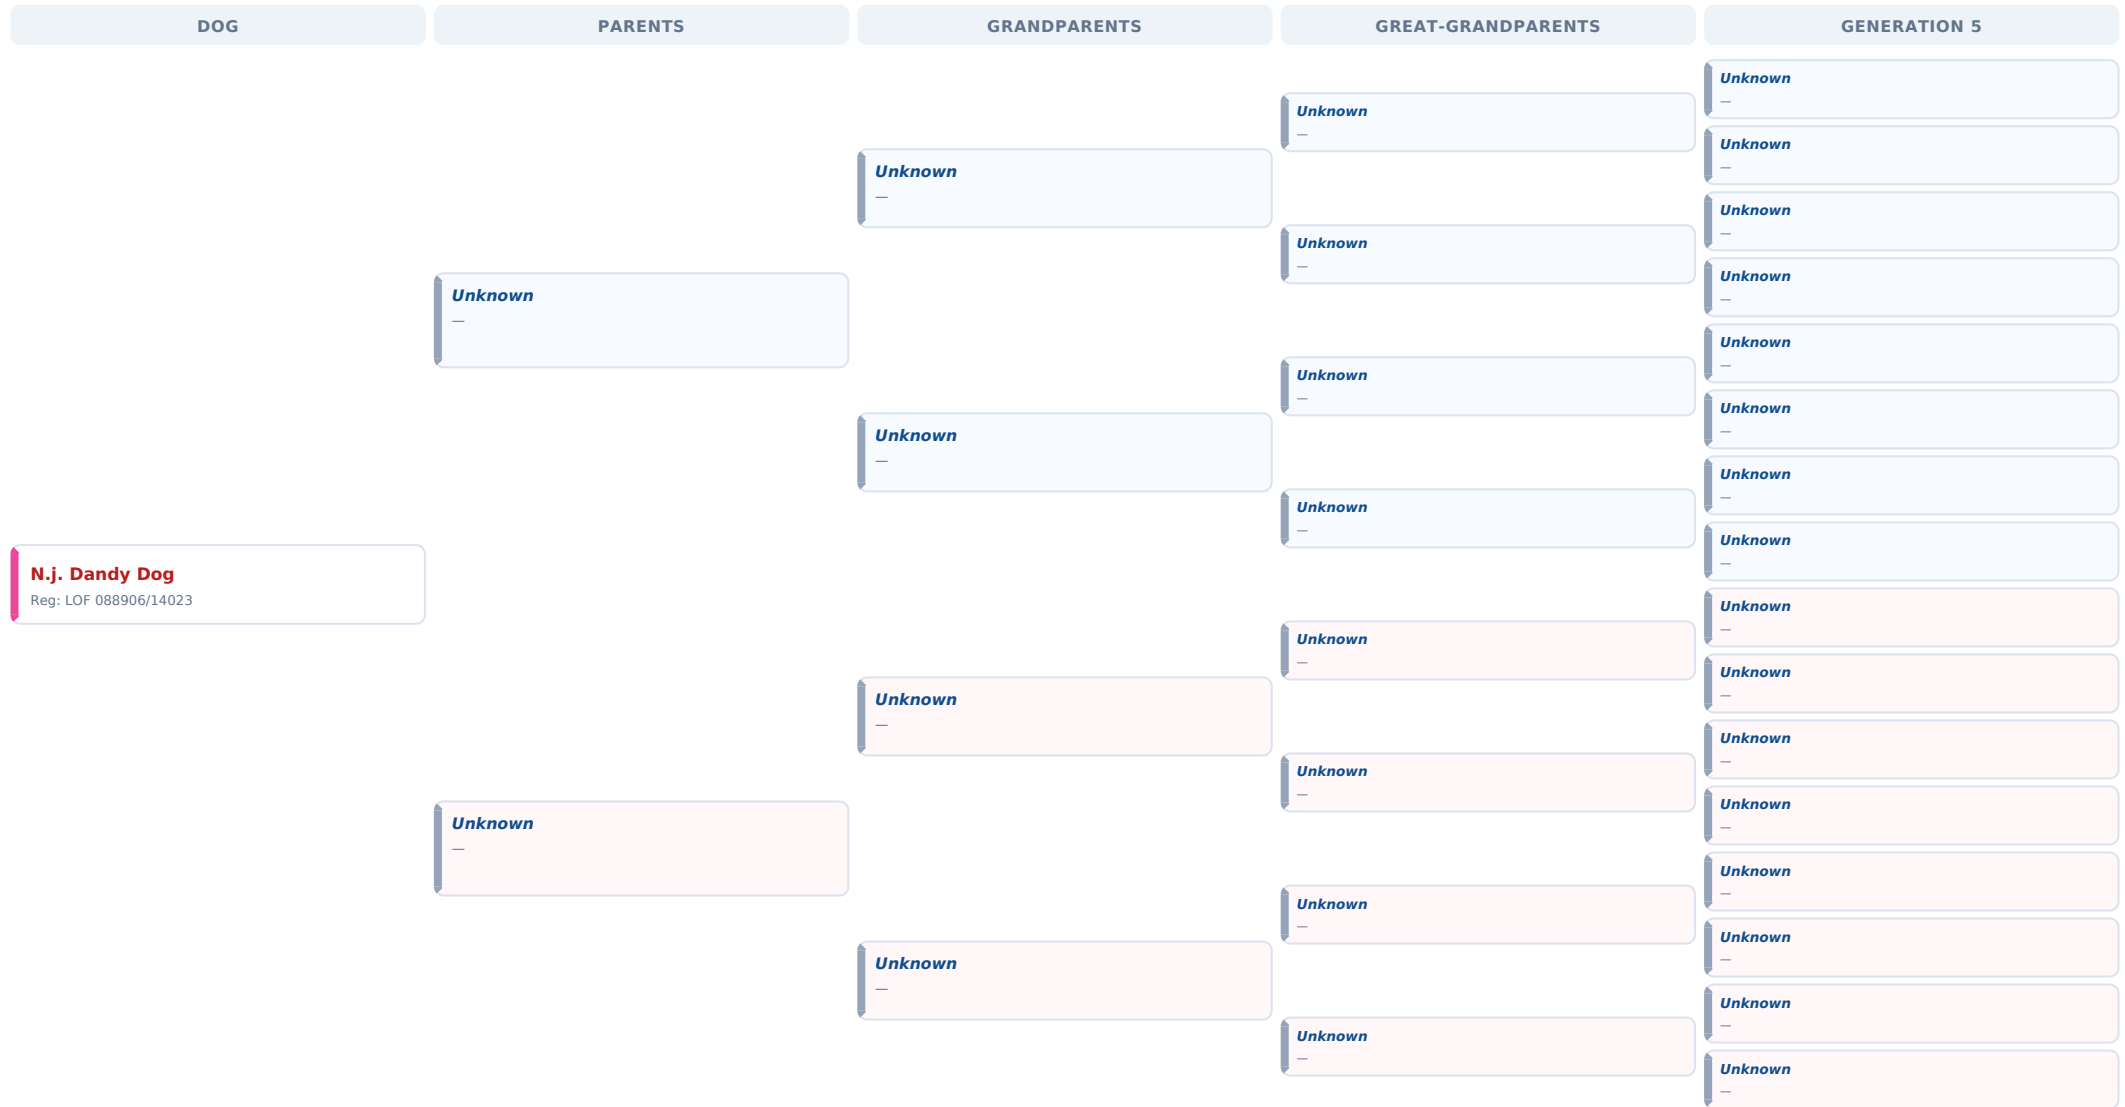 DOG
PARENTS
GRANDPARENTS
GREAT-GRANDPARENTS
GENERATION 5
N.j. Dandy Dog
Reg: LOF 088906/14023
Unknown
—
Unknown
—
Unknown
—
Unknown
—
Unknown
—
Unknown
—
Unknown
—
Unknown
—
Unknown
—
Unknown
—
Unknown
—
Unknown
—
Unknown
—
Unknown
—
Unknown
—
Unknown
—
Unknown
—
Unknown
—
Unknown
—
Unknown
—
Unknown
—
Unknown
—
Unknown
—
Unknown
—
Unknown
—
Unknown
—
Unknown
—
Unknown
—
Unknown
—
Unknown
—